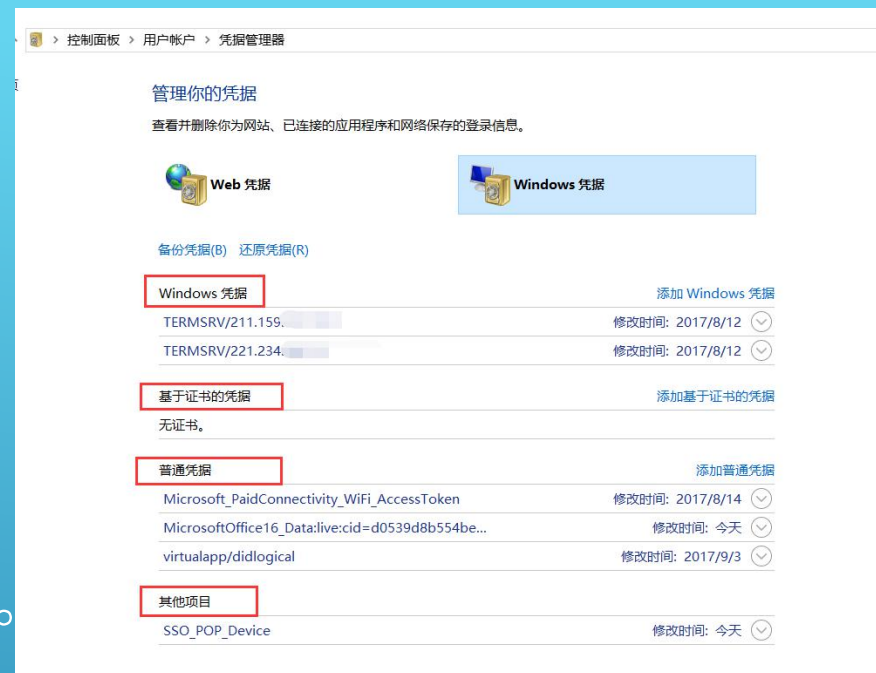 控制面板 > 用户帐户 > 凭据管理器
管理你的凭据
查看并删除你为网站、已连接的应用程序和网络保存的登录信息。
Web 凭据
Windows 凭据
备份凭据(B) 还原凭据(R)
Windows 凭据 添加 Windows 凭据
TERMSRV/211.159. 修改时间: 2017/8/12
TERMSRV/221.234. 修改时间: 2017/8/12
基于证书的凭据 添加基于证书的凭据
无证书。
普通凭据 添加普通凭据
Microsoft_PaidConnectivity_WiFi_AccessToken 修改时间: 2017/8/14
MicrosoftOffice16_Data:live:cid=d0539d8b554be... 修改时间: 今天
virtualapp/didlogical 修改时间: 2017/9/3
其他项目
SSO_POP_Device 修改时间: 今天